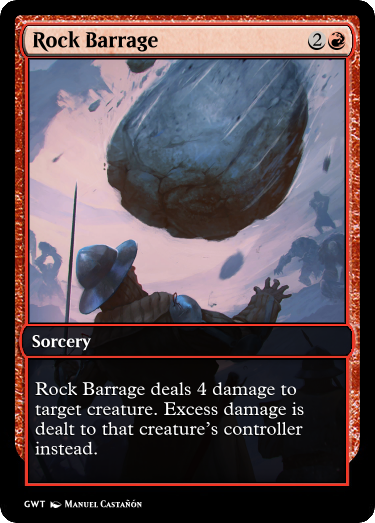 Rock Barrage 2
Sorcery
Rock Barrage deals 4 damage to
target creature. Excess damage is
dealt to that creature's controller
instead.
GWT Manuel Castañón